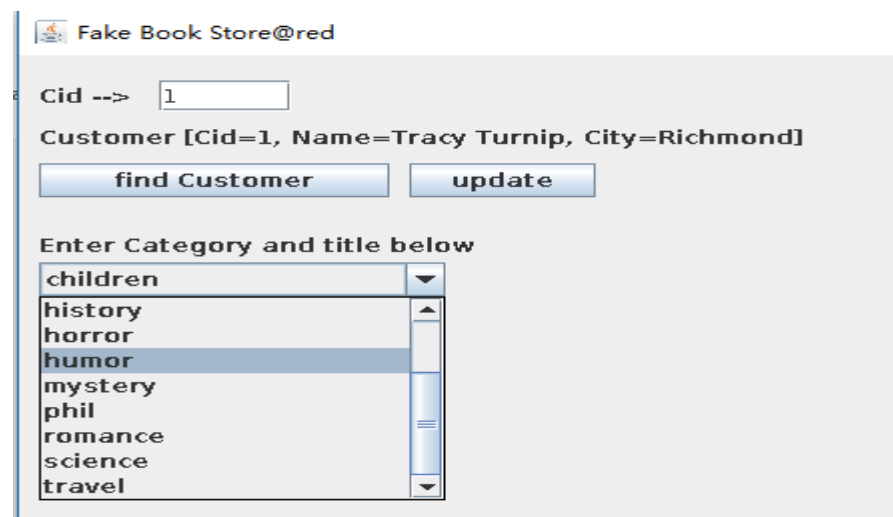 Fake Book Store@red
Cid --> 1
Customer [Cid=1, Name=Tracy Turnip, City=Richmond]
find Customer update
Enter Category and title below
children
history
horror
humor
mystery
phil
romance
science
travel